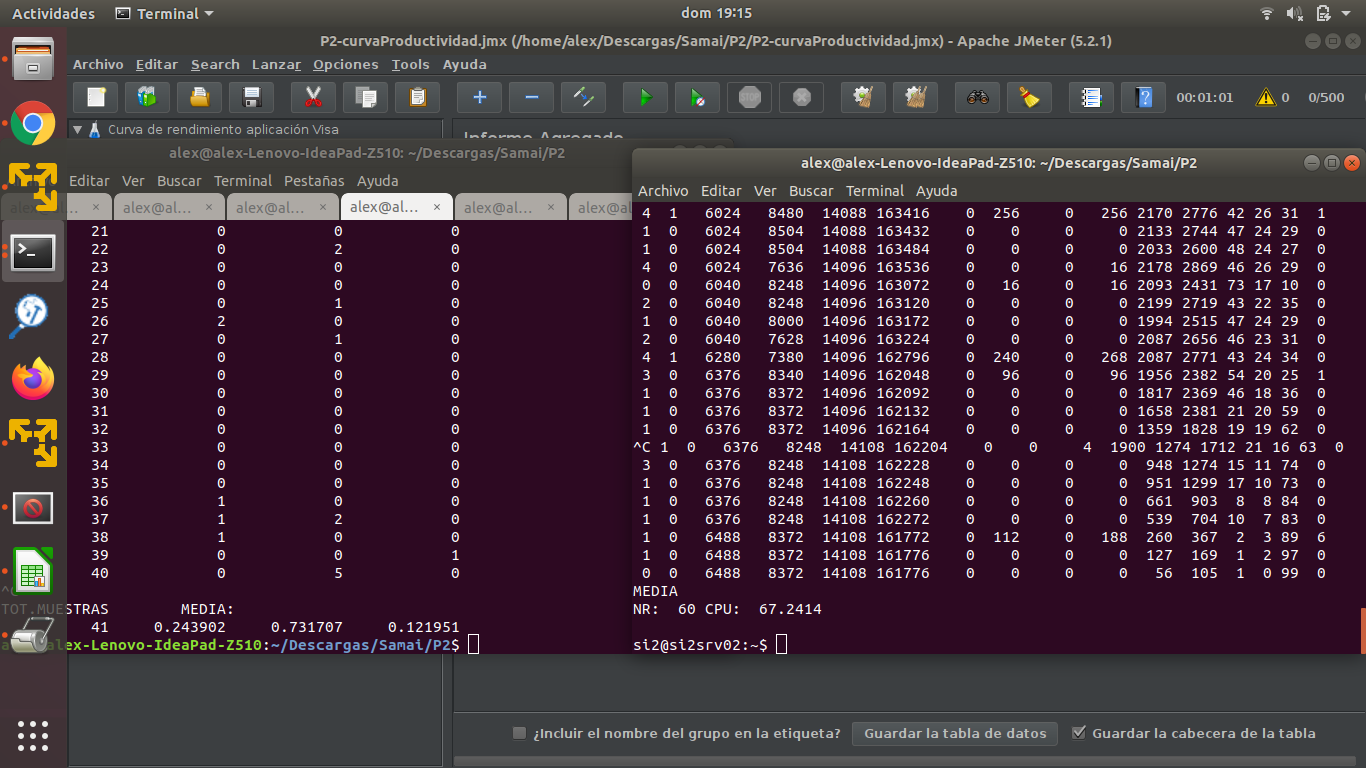 Actividades Terminal dom 19:15
P2-curvaProductividad.jmx (/home/alex/Descargas/Samai/P2/P2-curvaProductividad.jmx) - Apache JMeter (5.2.1)
Archivo Editar Search Lanzar Opciones Tools Ayuda
STOP 00:01:01 0 0/500
Curva de rendimiento aplicación Visa
Informe Agregado
alex@alex-Lenovo-IdeaPad-Z510: ~/Descargas/Samai/P2
Editar Ver Buscar Terminal Pestañas Ayuda
al... × alex@al... × alex@al... × alex@al... × alex@al... × alex@a
21 0 0 0
22 0 2 0
23 0 0 0
24 0 0 0
25 0 1 0
26 2 0 0
27 0 1 0
28 0 0 0
29 0 0 0
30 0 0 0
31 0 0 0
32 0 0 0
33 0 0 0
34 0 0 0
35 0 0 0
36 1 0 0
37 1 2 0
38 1 0 0
39 0 0 1
40 0 5 0
TOT.MUESTRAS MEDIA:
41 0.243902 0.731707 0.121951
alex@alex-Lenovo-IdeaPad-Z510:~/Descargas/Samai/P2$
alex@alex-Lenovo-IdeaPad-Z510: ~/Descargas/Samai/P2
Archivo Editar Ver Buscar Terminal Ayuda
4 1 6024 8480 14088 163416 0 256 0 256 2170 2776 42 26 31 1
1 0 6024 8504 14088 163432 0 0 0 0 2133 2744 47 24 29 0
1 0 6024 8504 14088 163484 0 0 0 0 2033 2600 48 24 27 0
4 0 6024 7636 14096 163536 0 0 0 16 2178 2869 46 26 29 0
0 0 6040 8248 14096 163072 0 16 0 16 2093 2431 73 17 10 0
2 0 6040 8248 14096 163120 0 0 0 0 2199 2719 43 22 35 0
1 0 6040 8000 14096 163172 0 0 0 0 1994 2515 47 24 29 0
2 0 6040 7628 14096 163224 0 0 0 0 2087 2656 46 23 31 0
4 1 6280 7380 14096 162796 0 240 0 268 2087 2771 43 24 34 0
3 0 6376 8340 14096 162048 0 96 0 96 1956 2382 54 20 25 1
1 0 6376 8372 14096 162092 0 0 0 0 1817 2369 46 18 36 0
1 0 6376 8372 14096 162132 0 0 0 0 1658 2381 21 20 59 0
1 0 6376 8372 14096 162164 0 0 0 0 1359 1828 19 19 62 0
^C 1 0 6376 8248 14108 162204 0 0 4 1900 1274 1712 21 16 63 0
3 0 6376 8248 14108 162228 0 0 0 0 948 1274 15 11 74 0
1 0 6376 8248 14108 162248 0 0 0 0 951 1299 17 10 73 0
1 0 6376 8248 14108 162260 0 0 0 0 661 903 8 8 84 0
1 0 6376 8248 14108 162272 0 0 0 0 539 704 10 7 83 0
1 0 6488 8372 14108 161772 0 112 0 188 260 367 2 3 89 6
1 0 6488 8372 14108 161776 0 0 0 0 127 169 1 2 97 0
0 0 6488 8372 14108 161776 0 0 0 0 56 105 1 0 99 0
MEDIA
NR: 60 CPU: 67.2414
si2@si2srv02:~$
¿Incluir el nombre del grupo en la etiqueta? Guardar la tabla de datos Guardar la cabecera de la tabla